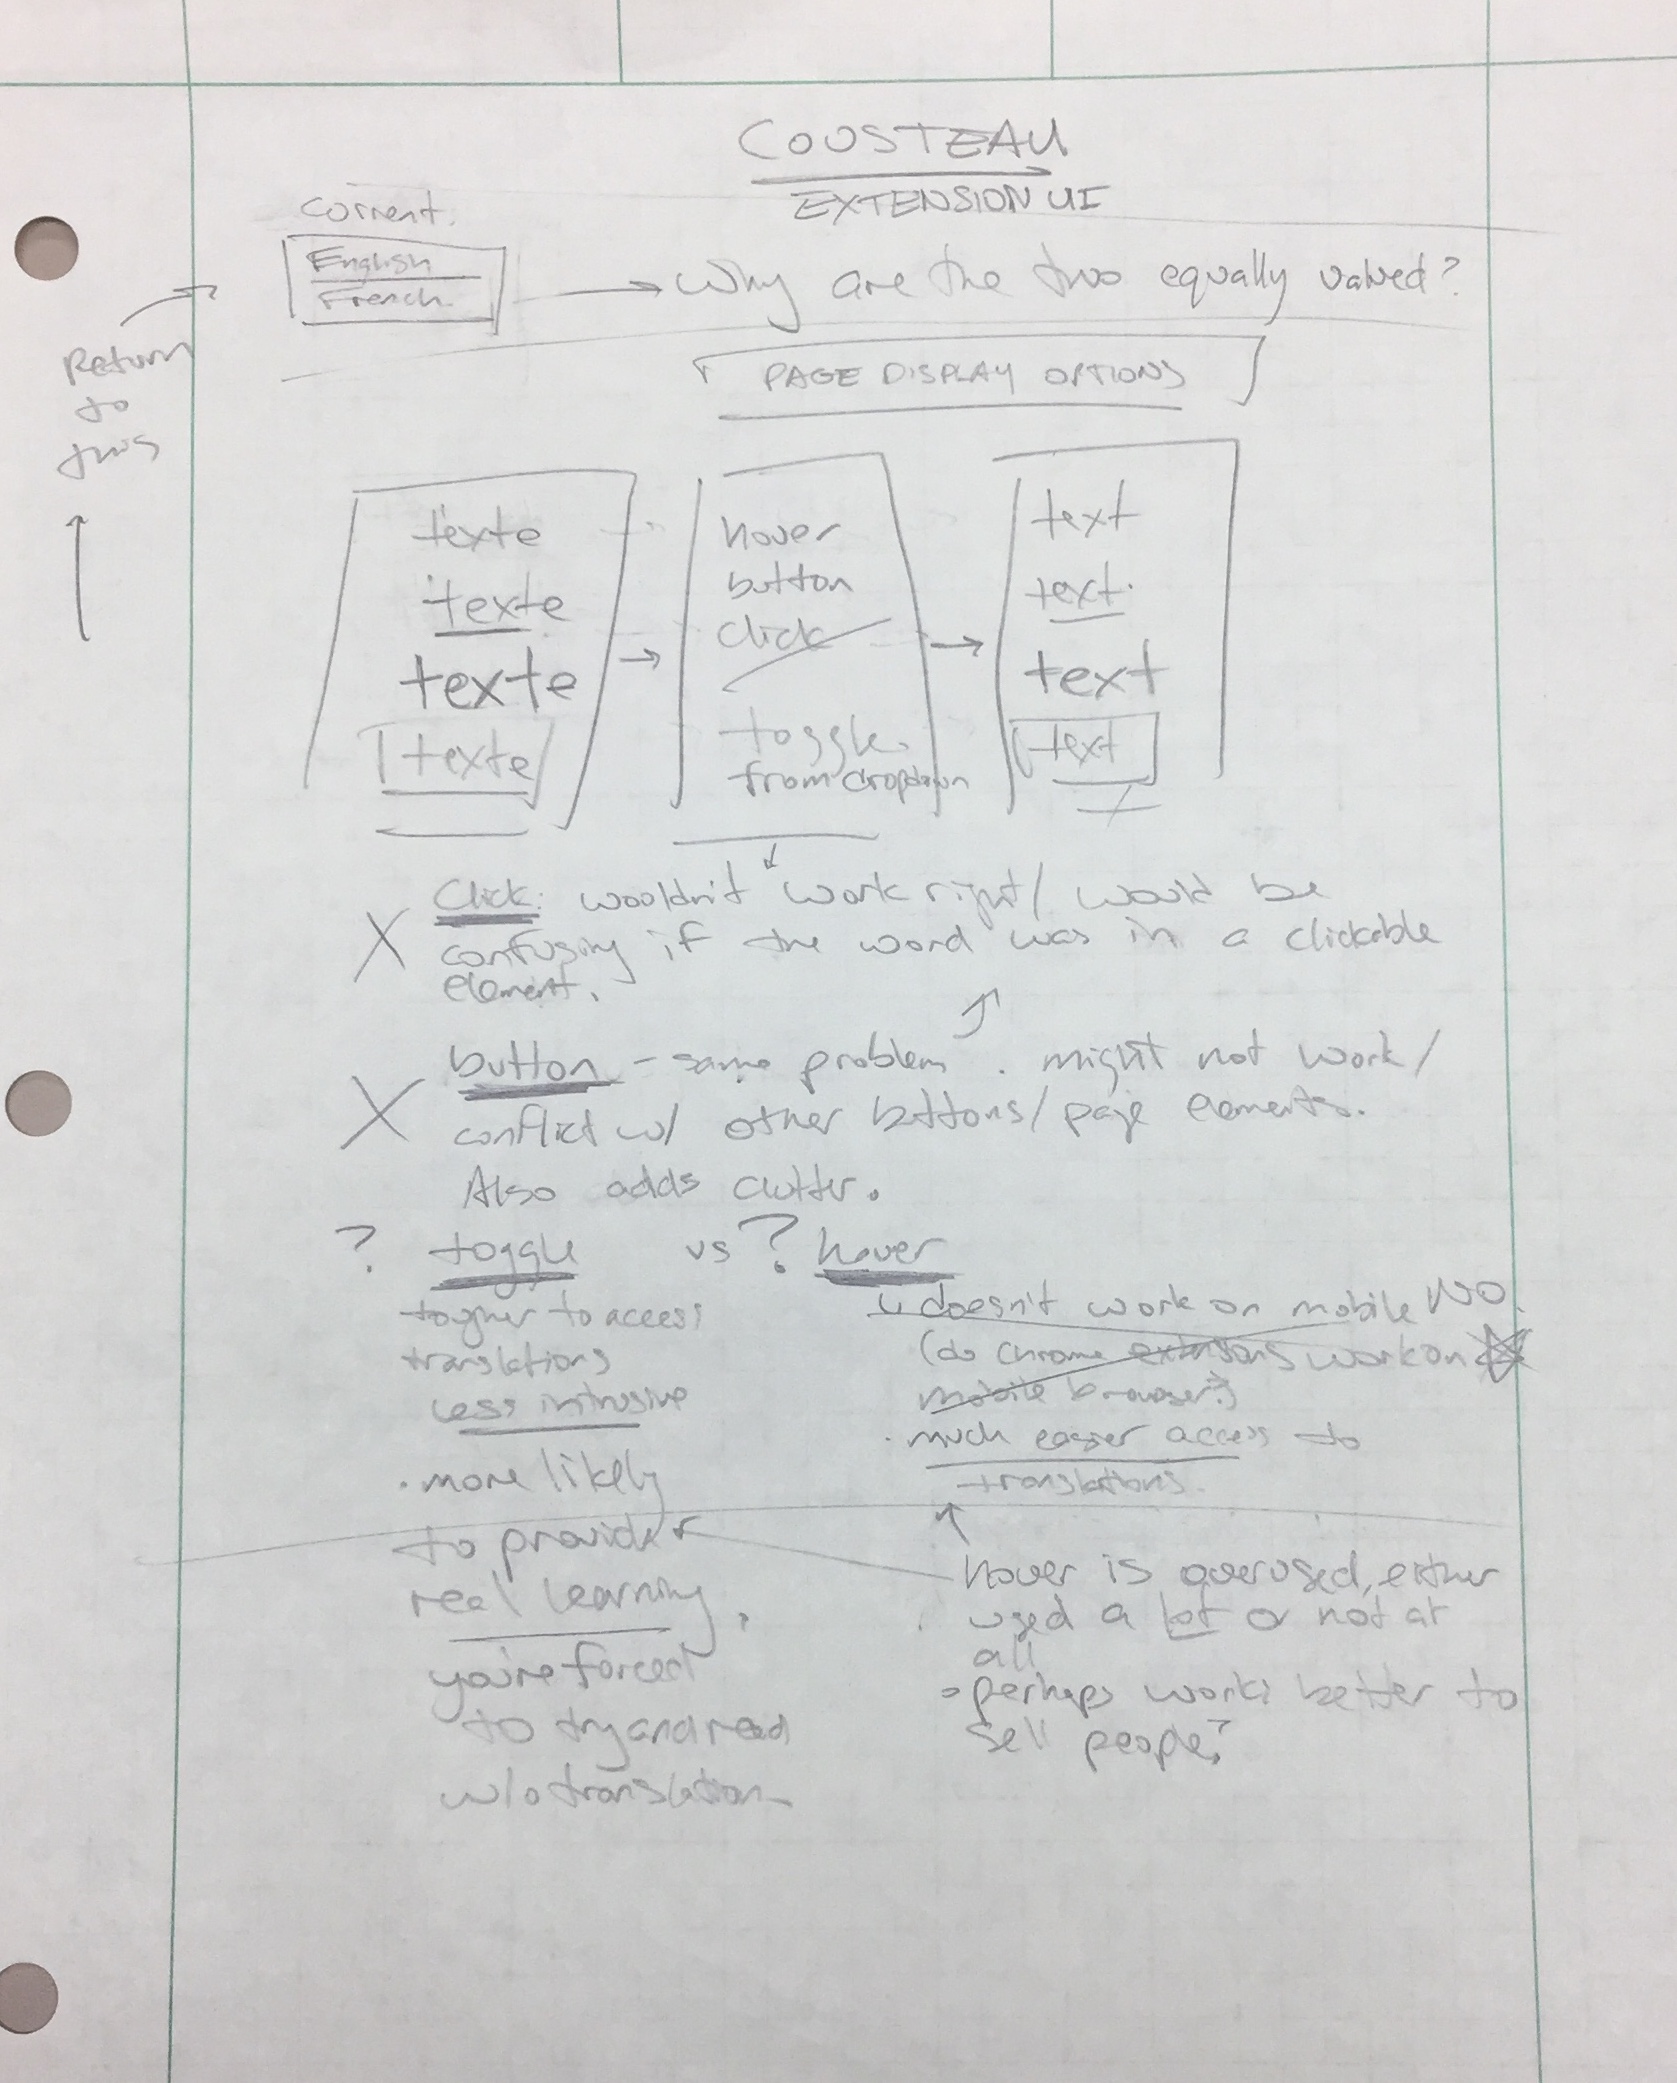 COUSTEAU
EXTENSION UI
Current.
English
French
Why are the two equally valued?
Return
to
this
PAGE DISPLAY OPTIONS
texte
texte
texte
texte
hover
button
click
toggle
from dropdown
text
text
text
text
Click: wouldn't work right/ would be
confusing if the word was in a clickable
element.
button - same problem. might not work/
conflict w/ other buttons/page elements.
Also adds clutter.
? toggle vs ? hover
tougher to access
translations
less intrusive
• more likely
to provide
real learning,
you're forced
to try and read
w/o translation
doesn't work on mobile NO.
(do chrome extensions work on
mobile browser?)
• much easier access to
translations.
hover is overused, either
used a lot or not at
all
• perhaps works better to
sell people?